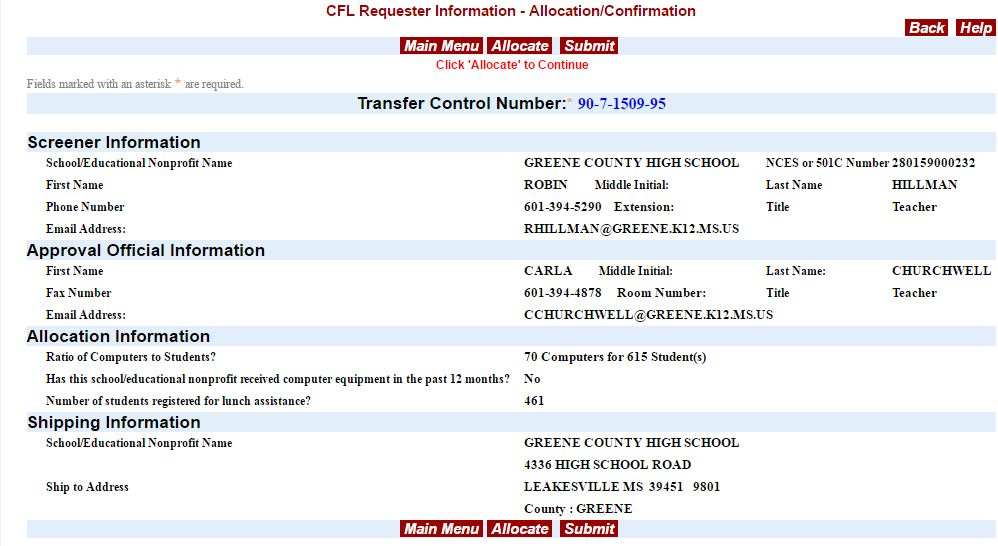 CFL Requester Information - Allocation/Confirmation
Back Help
Main Menu Allocate Submit
Click 'Allocate' to Continue
Fields marked with an asterisk * are required.
Transfer Control Number:* 90-7-1509-95
Screener Information
School/Educational Nonprofit Name GREENE COUNTY HIGH SCHOOL NCES or 501C Number 280159000232
First Name ROBIN Middle Initial: Last Name HILLMAN
Phone Number 601-394-5290 Extension: Title Teacher
Email Address: RHILLMAN@GREENE.K12.MS.US
Approval Official Information
First Name CARLA Middle Initial: Last Name: CHURCHWELL
Fax Number 601-394-4878 Room Number: Title Teacher
Email Address: CCHURCHWELL@GREENE.K12.MS.US
Allocation Information
Ratio of Computers to Students? 70 Computers for 615 Student(s)
Has this school/educational nonprofit received computer equipment in the past 12 months? No
Number of students registered for lunch assistance? 461
Shipping Information
School/Educational Nonprofit Name GREENE COUNTY HIGH SCHOOL
4336 HIGH SCHOOL ROAD
Ship to Address LEAKESVILLE MS 39451 9801
County : GREENE
Main Menu Allocate Submit